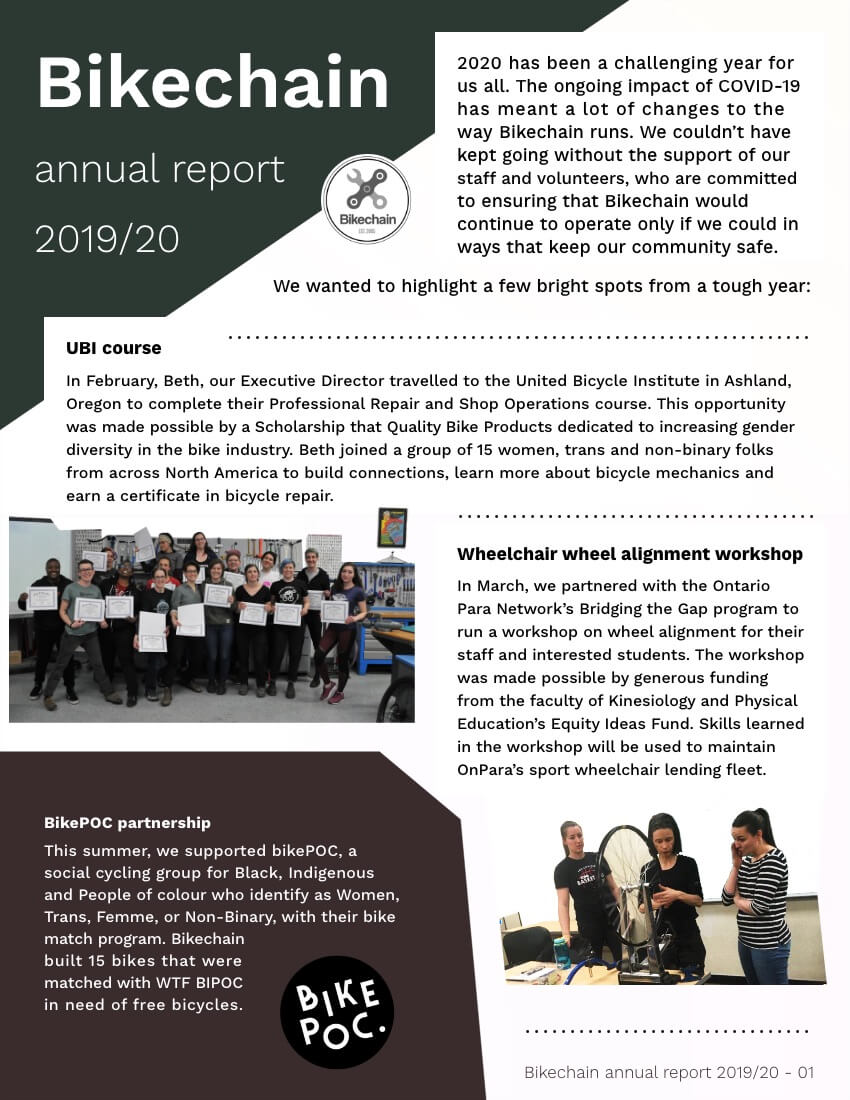 Bikechain
annual report
2019/20
Bikechain
EST. 2005
2020 has been a challenging year for
us all. The ongoing impact of COVID-19
has meant a lot of changes to the
way Bikechain runs. We couldn't have
kept going without the support of our
staff and volunteers, who are committed
to ensuring that Bikechain would
continue to operate only if we could in
ways that keep our community safe.
We wanted to highlight a few bright spots from a tough year:
UBI course
In February, Beth, our Executive Director travelled to the United Bicycle Institute in Ashland,
Oregon to complete their Professional Repair and Shop Operations course. This opportunity
was made possible by a Scholarship that Quality Bike Products dedicated to increasing gender
diversity in the bike industry. Beth joined a group of 15 women, trans and non-binary folks
from across North America to build connections, learn more about bicycle mechanics and
earn a certificate in bicycle repair.
Wheelchair wheel alignment workshop
In March, we partnered with the Ontario
Para Network's Bridging the Gap program to
run a workshop on wheel alignment for their
staff and interested students. The workshop
was made possible by generous funding
from the faculty of Kinesiology and Physical
Education's Equity Ideas Fund. Skills learned
in the workshop will be used to maintain
OnPara's sport wheelchair lending fleet.
BikePOC partnership
This summer, we supported bikePOC, a
social cycling group for Black, Indigenous
and People of colour who identify as Women,
Trans, Femme, or Non-Binary, with their bike
match program. Bikechain
built 15 bikes that were
matched with WTF BIPOC
in need of free bicycles.
BIKE
POC.
Bikechain annual report 2019/20 - 01